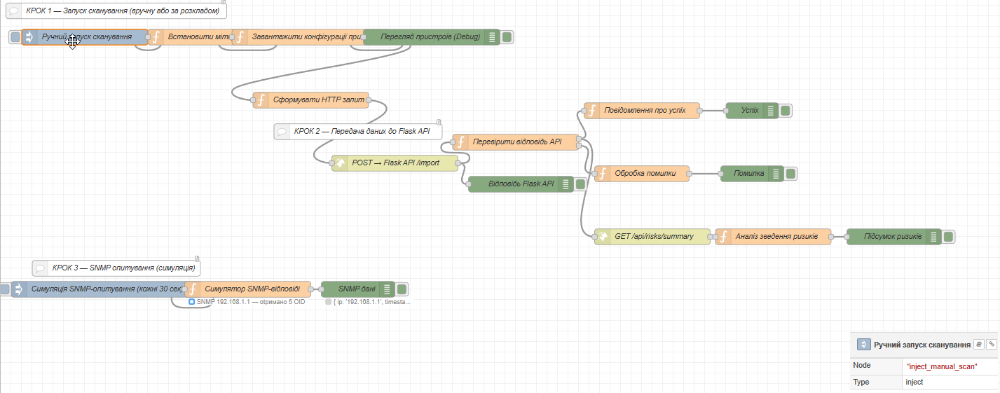 КРОК 1 — Запуск сканування (вручну або за розкладом)
Ручний запуск сканування
Встановити
Завантажити конфігурації
Перегляд пристроїв (Debug)
Сформувати HTTP запит
Повідомлення про успіх
Успіх
КРОК 2 — Передача даних до Flask API
Перевірити відповідь API
POST → Flask API /import
Обробка помилки
Помилка
Відповідь Flask API
GET /api/risks/summary
Аналіз зведення ризиків
Підсумок ризиків
КРОК 3 — SNMP опитування (симуляція)
Симуляція SNMP-опитування (кожні 30 сек)
Симулятор SNMP-відповіді
SNMP дані
SNMP 192.168.1.1 — отримано 5 OID
{ ip: '192.168.1.1', timesta...
Ручний запуск сканування
Node "inject_manual_scan"
Type inject